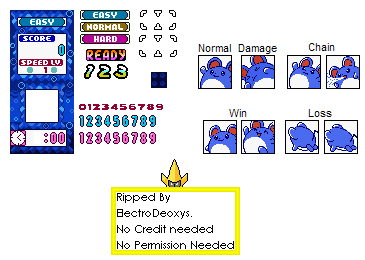 EASY
SCORE
0
SPEED LV.
1
:00
EASY
NORMAL
HARD
READY
123
0123456789
0123456789
0123456789
Normal Damage Chain
Win Loss
Ripped By
ElectroDeoxys.
No Credit needed
No Permission Needed